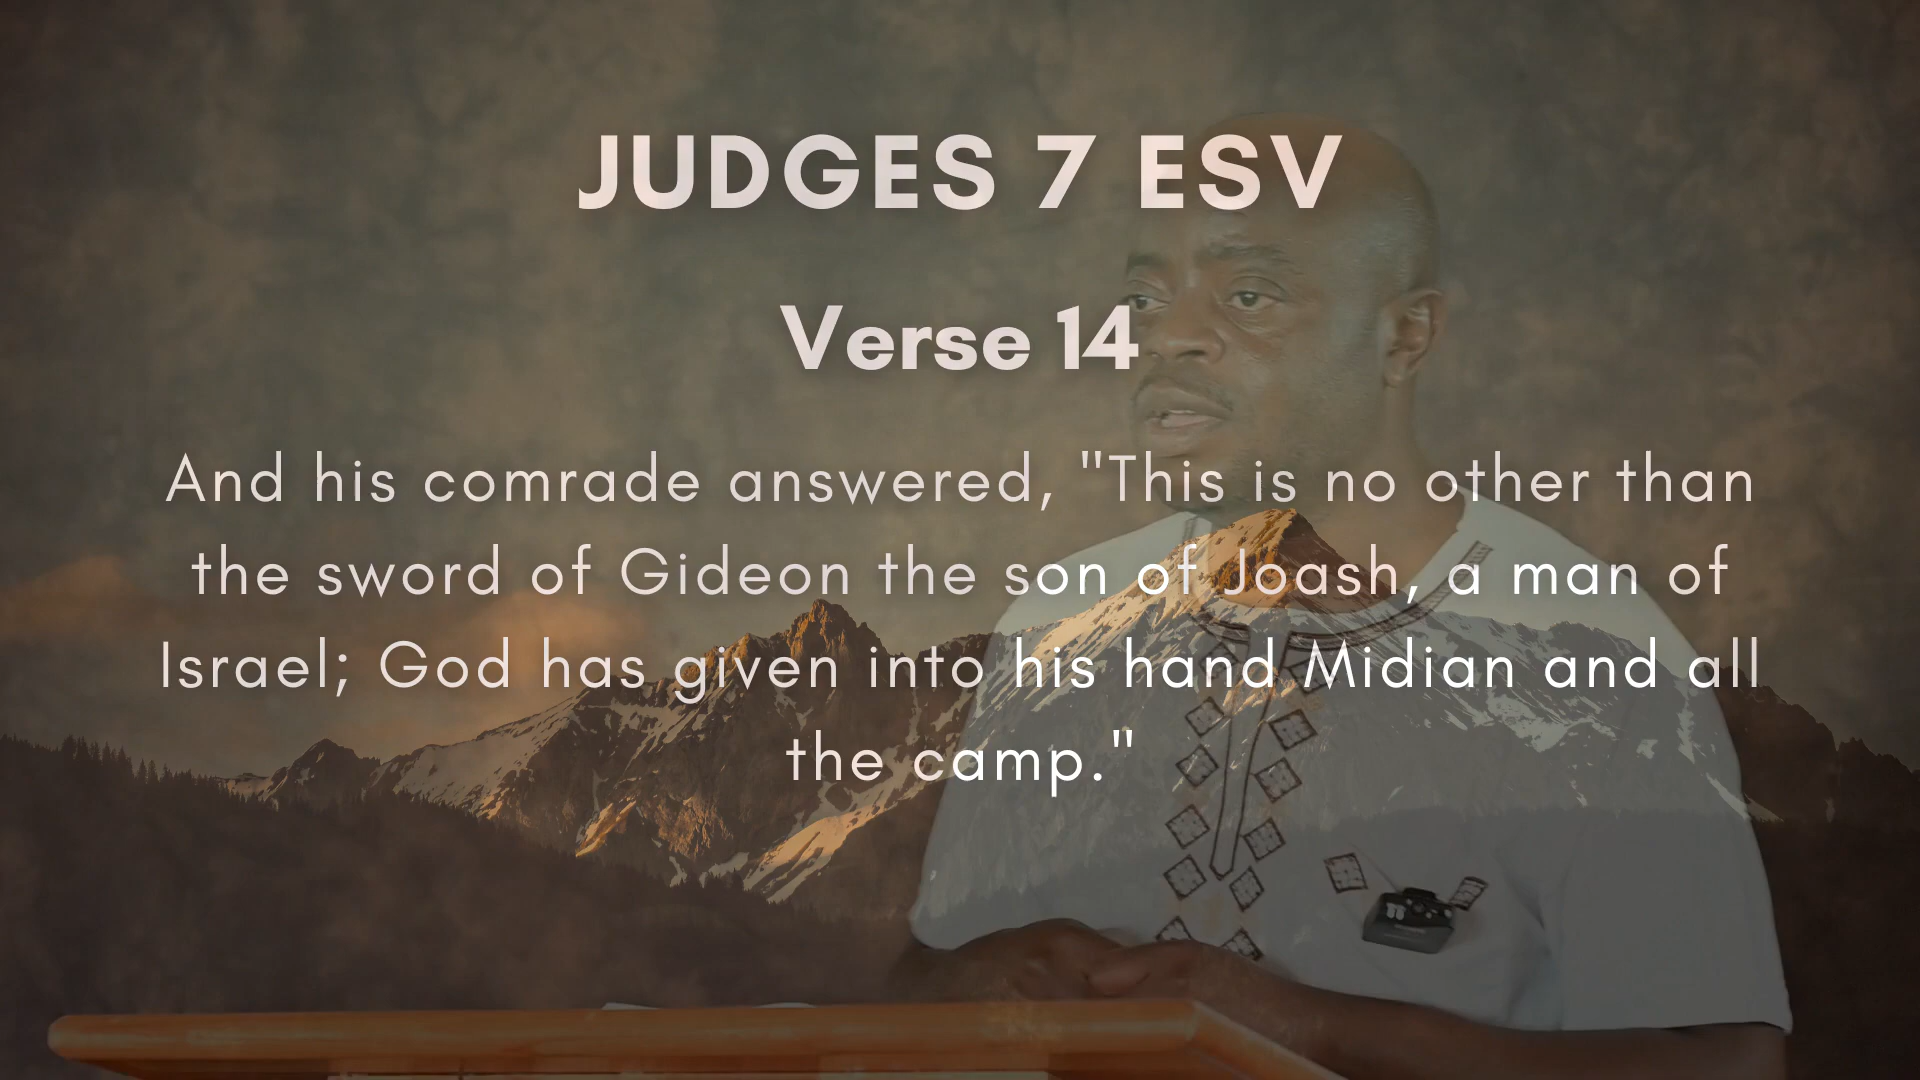 JUDGES 7 ESV
Verse 14
And his comrade answered, "This is no other than
the sword of Gideon the son of Joash, a man of
Israel; God has given into his hand Midian and all
the camp."